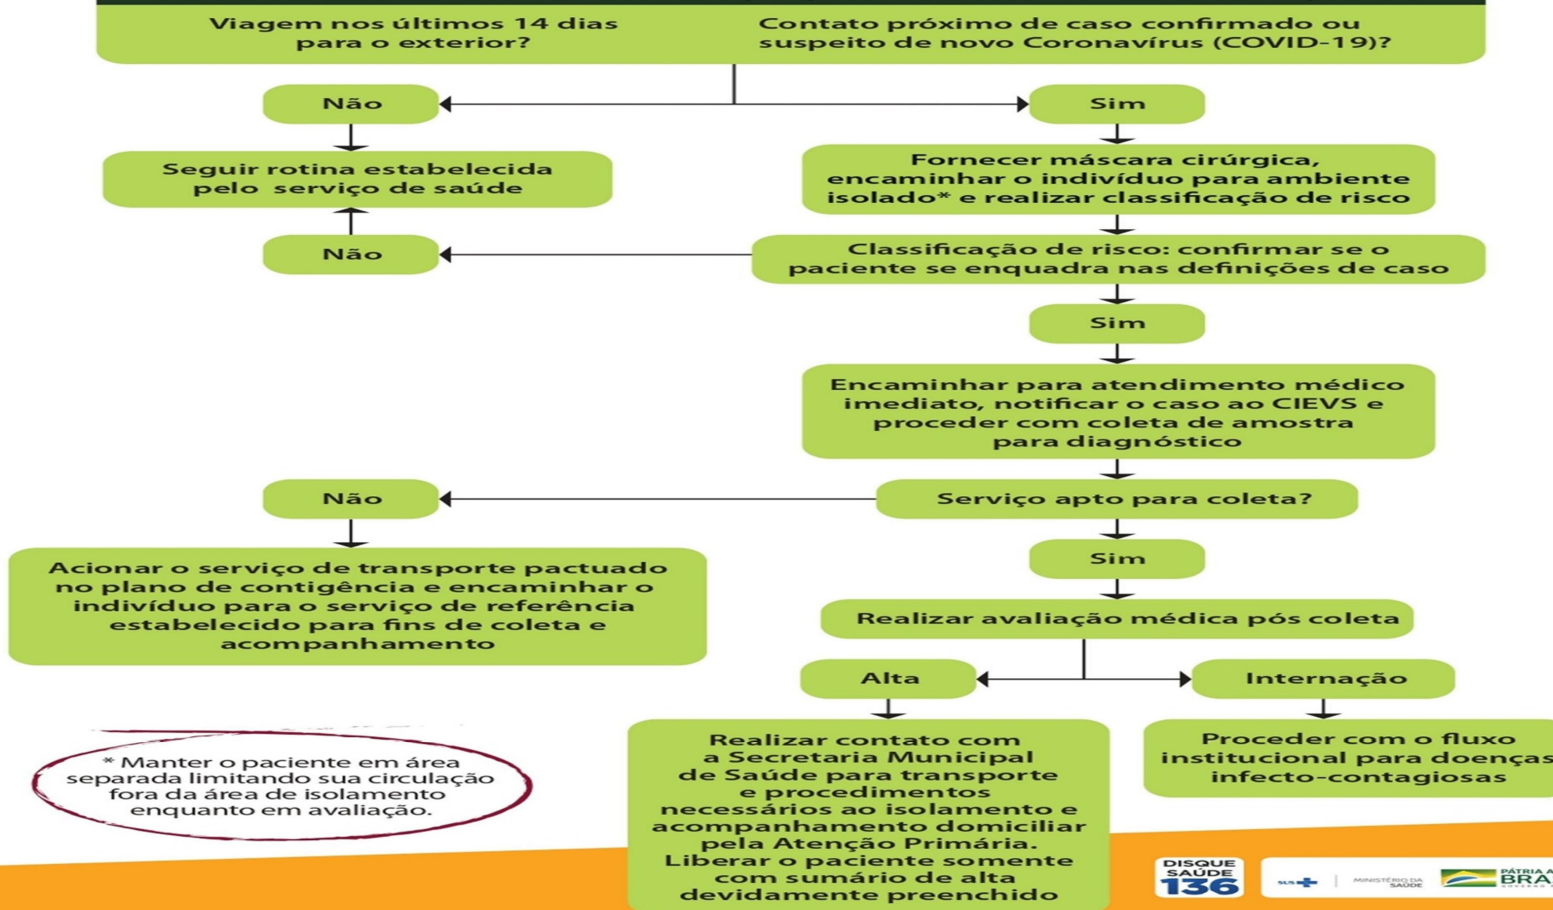 Viagem nos últimos 14 dias
para o exterior?
Contato próximo de caso confirmado ou
suspeito de novo Coronavírus (COVID-19)?
Não
Sim
Seguir rotina estabelecida
pelo serviço de saúde
Fornecer máscara cirúrgica,
encaminhar o indivíduo para ambiente
isolado* e realizar classificação de risco
Não
Classificação de risco: confirmar se o
paciente se enquadra nas definições de caso
Sim
Encaminhar para atendimento médico
imediato, notificar o caso ao CIEVS e
proceder com coleta de amostra
para diagnóstico
Não
Serviço apto para coleta?
Sim
Acionar o serviço de transporte pactuado
no plano de contigência e encaminhar o
indivíduo para o serviço de referência
estabelecido para fins de coleta e
acompanhamento
Realizar avaliação médica pós coleta
Alta
Internação
Realizar contato com
a Secretaria Municipal
de Saúde para transporte
e procedimentos
necessários ao isolamento e
acompanhamento domiciliar
pela Atenção Primária.
Liberar o paciente somente
com sumário de alta
devidamente preenchido
Proceder com o fluxo
institucional para doenças
infecto-contagiosas
* Manter o paciente em área
separada limitando sua circulação
fora da área de isolamento
enquanto em avaliação.
DISQUE
SAÚDE
136
SUS
MINISTÉRIO DA
SAÚDE
PÁTRIA A
BRA